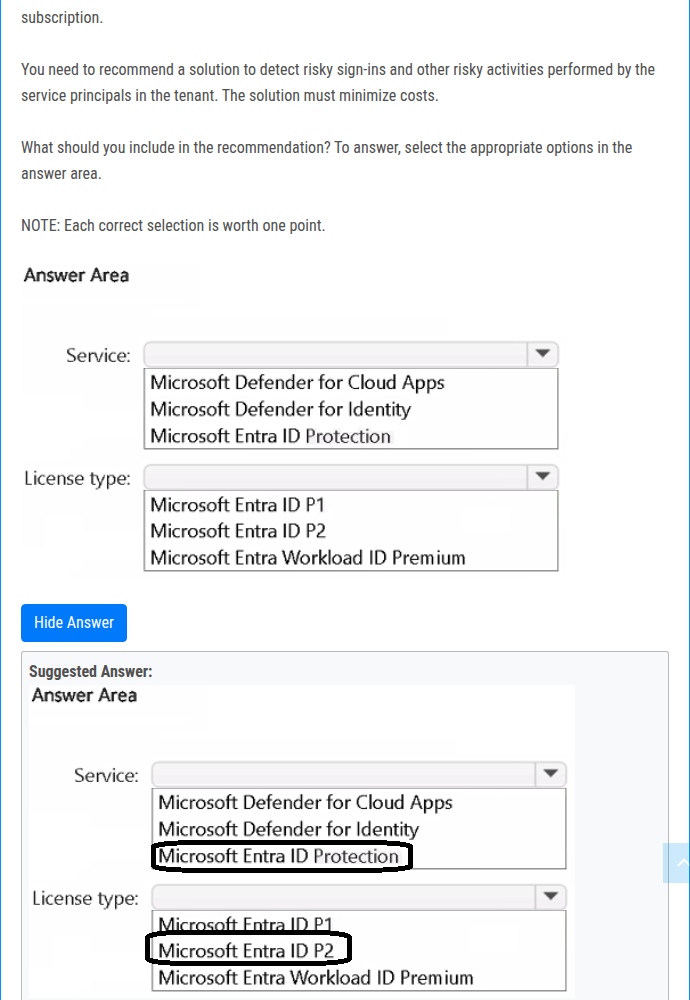 subscription.
You need to recommend a solution to detect risky sign-ins and other risky activities performed by the
service principals in the tenant. The solution must minimize costs.
What should you include in the recommendation? To answer, select the appropriate options in the
answer area.
NOTE: Each correct selection is worth one point.
Answer Area
Service:
Microsoft Defender for Cloud Apps
Microsoft Defender for Identity
Microsoft Entra ID Protection
License type:
Microsoft Entra ID P1
Microsoft Entra ID P2
Microsoft Entra Workload ID Premium
Hide Answer
Suggested Answer:
Answer Area
Service:
Microsoft Defender for Cloud Apps
Microsoft Defender for Identity
Microsoft Entra ID Protection
License type:
Microsoft Entra ID P1
Microsoft Entra ID P2
Microsoft Entra Workload ID Premium